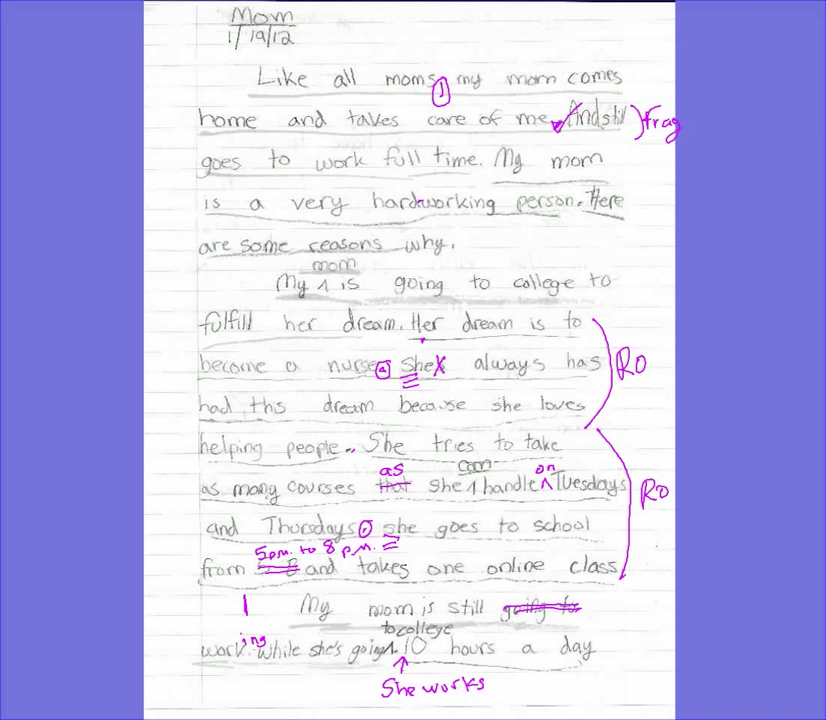 Mom
1/19/12
Like all moms, my mom comes
home and takes care of me. And still ) frag
goes to work full time. My mom
is a very hard-working person. Here
are some reasons why.
mom
My ^ is going to college to
fulfill her dream. Her dream is to
become a nurse. She always has RO
had this dream because she loves
helping people. She tries to take
as can on
as many courses that she ^ handle ^ Tuesdays RO
and Thursdays. she goes to school
5 p.m. to 8 p.m.
from and takes one online class
My mom is still going to
to college
working while she's going. 10 hours a day
She works